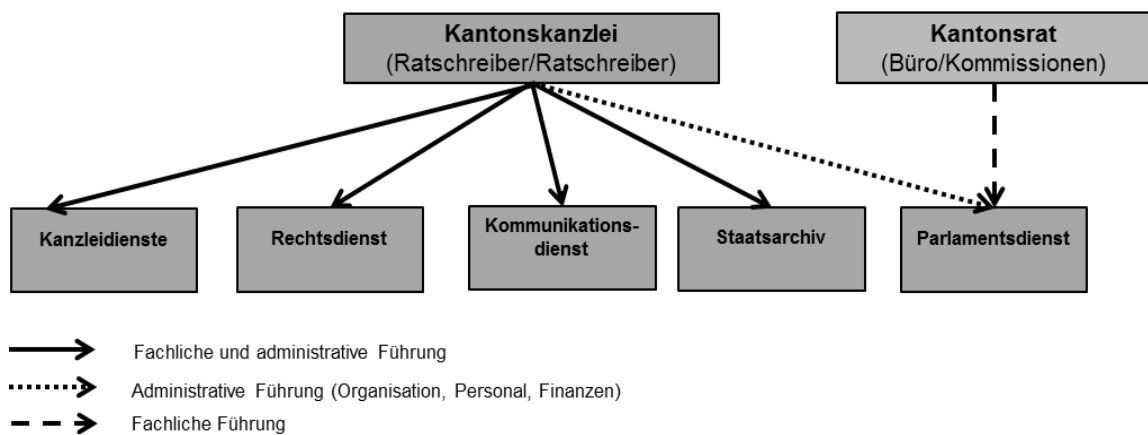 Kantonskanzlei
(Ratschreiber/Ratschreiber)
Kantonsrat
(Büro/Kommissionen)
Kanzleidienste
Rechtsdienst
Kommunikations-
dienst
Staatsarchiv
Parlamentsdienst
Fachliche und administrative Führung
Administrative Führung (Organisation, Personal, Finanzen)
Fachliche Führung